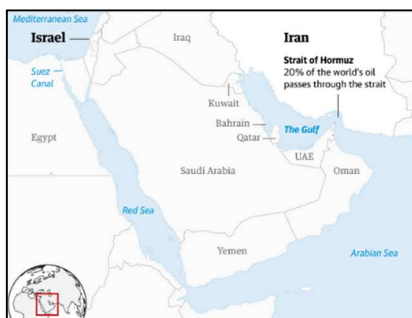 Mediterranean Sea
Israel
Iraq
Iran
Suez
Canal
Strait of Hormuz
20% of the world's oil
passes through the strait
Kuwait
Bahrain
The Gulf
Egypt
Qatar
UAE
Saudi Arabia
Oman
Red Sea
Yemen
Arabian Sea